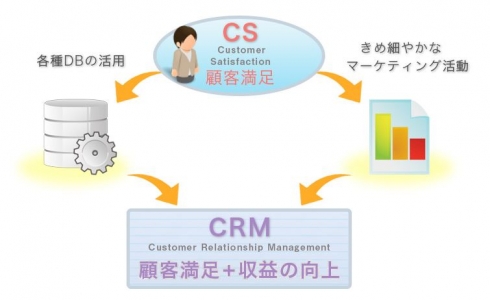 CS
Customer
Satisfaction
顧客満足
各種DBの活用
きめ細やかな
マーケティング活動
CRM
Customer Relationship Management
顧客満足+収益の向上